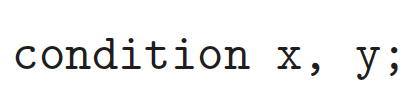 condition x, y;